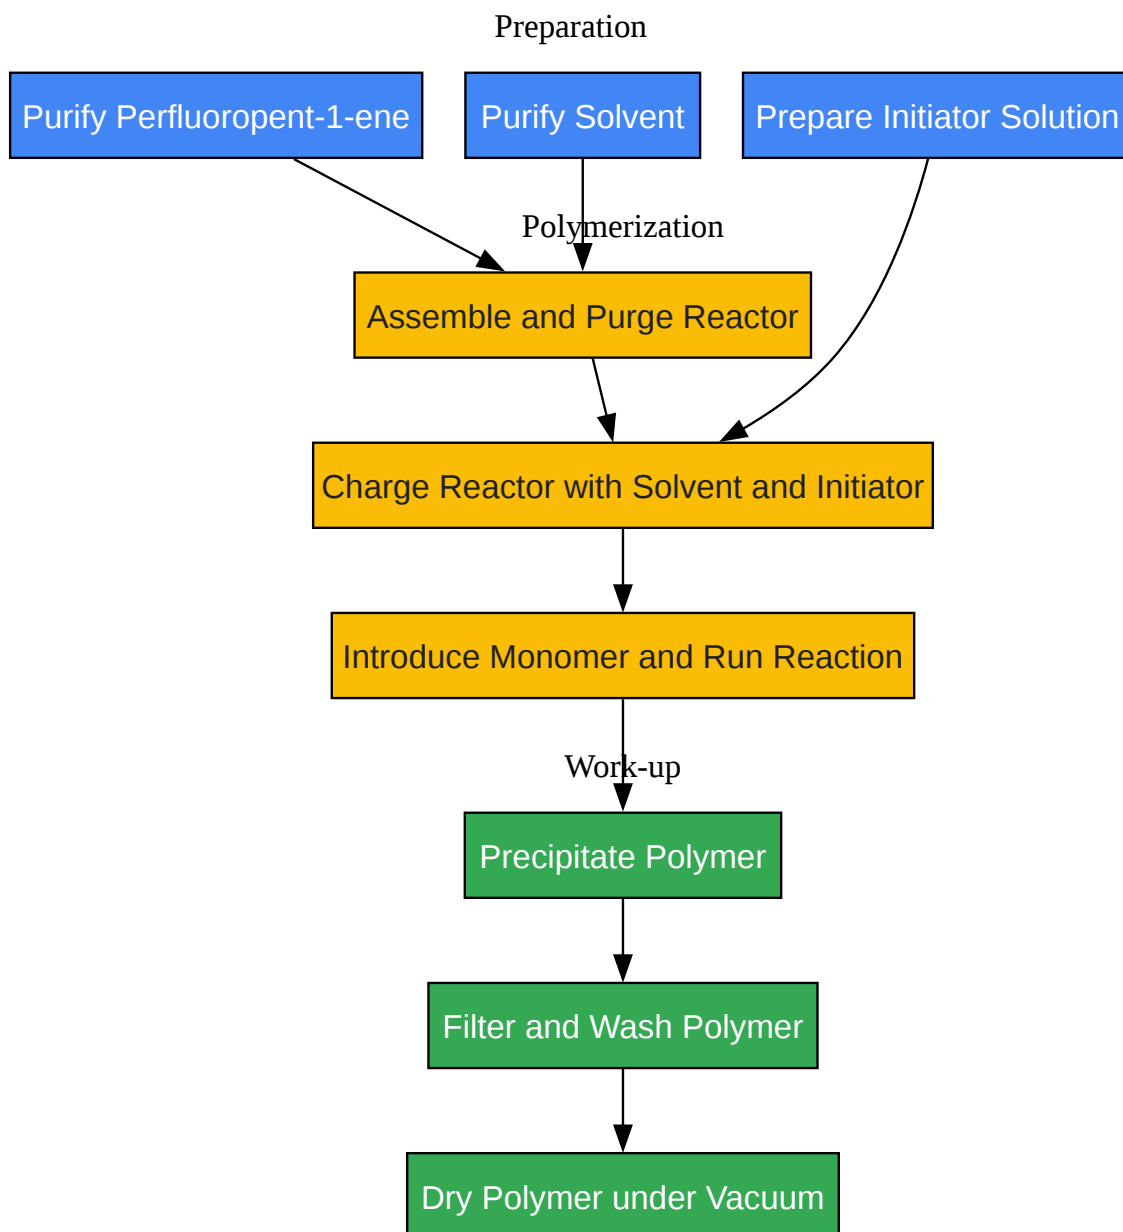 Preparation
Purify Perfluoropent-1-ene
Purify Solvent
Prepare Initiator Solution
Polymerization
Assemble and Purge Reactor
Charge Reactor with Solvent and Initiator
Introduce Monomer and Run Reaction
Work-up
Precipitate Polymer
Filter and Wash Polymer
Dry Polymer under Vacuum